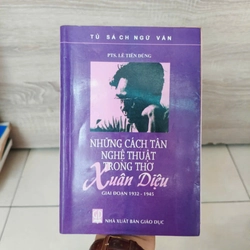 TỦ SÁCH NGỮ VĂN
PTS. LÊ TIẾN DŨNG
NHỮNG CÁCH TÂN
NGHỆ THUẬT
TRONG THƠ
Xuân Diệu
GIAI ĐOẠN 1932 - 1945
NHÀ XUẤT BẢN GIÁO DỤC